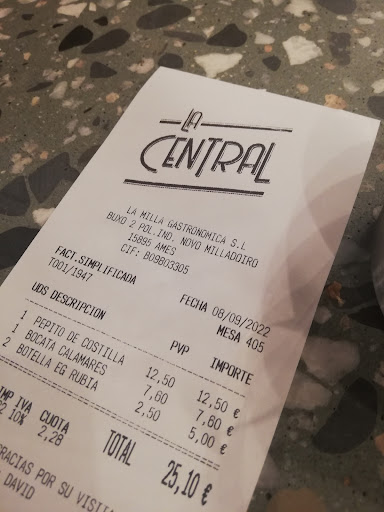 LA
CENTRAL
LA MILLA GASTRONOMICA S.L
BUXO 2 POL.IND. NOVO MILLADOIRO
15895 AMES
CIF: B09803305
FACT.SIMPLIFICADA FECHA 08/09/2022
T001/1947 MESA 405
UDS DESCRIPCION PVP IMPORTE
1 PEPITO DE COSTILLA 12,50 12,50 €
1 BOCATA CALAMARES 7,60 7,60 €
2 BOTELLA EG RUBIA 2,50 5,00 €
IMP IVA CUOTA
10% 2,28 TOTAL 25,10 €
GRACIAS POR SU VISITA
DAVID